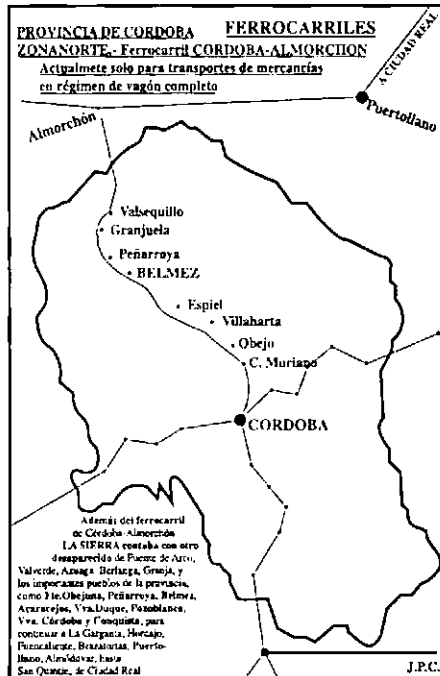 PROVINCIA DE CORDOBA FERROCARRILES
ZONANORTE.- Ferrocarril CORDOBA-ALMORCHON
Actualmete solo para transportes de mercancías
en régimen de vagón completo
A CIUDAD REAL
Puertollano
Almorchón
Valsequillo
Granjuela
Peñarroya
BELMEZ
Espiel
Villaharta
Obejo
C. Muriano
CORDOBA
Además del ferrocarril
de Córdoba-Almorchón
LA SIERRA contaba con otro
desaparecido de Fuente de Arco,
Valverde, Azuaga, Berlanga, Granja, y
los importantes pueblos de la provincia,
como Fte.Obejuna, Peñarroya, Belmez,
Vva.Duque, Pozoblanco,
Vva. Córdoba y Conquista, para
continuar a La Garganta, Horcajo,
Fuencaliente, Brazatortas, Puerto-
llano, Almodóvar, hasta
San Quintín, de Ciudad Real
J.P.C.